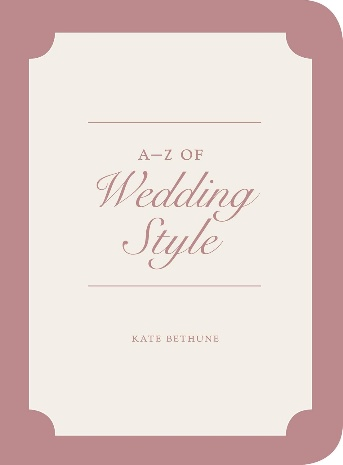 A–Z OF
Wedding
Style
KATE BETHUNE